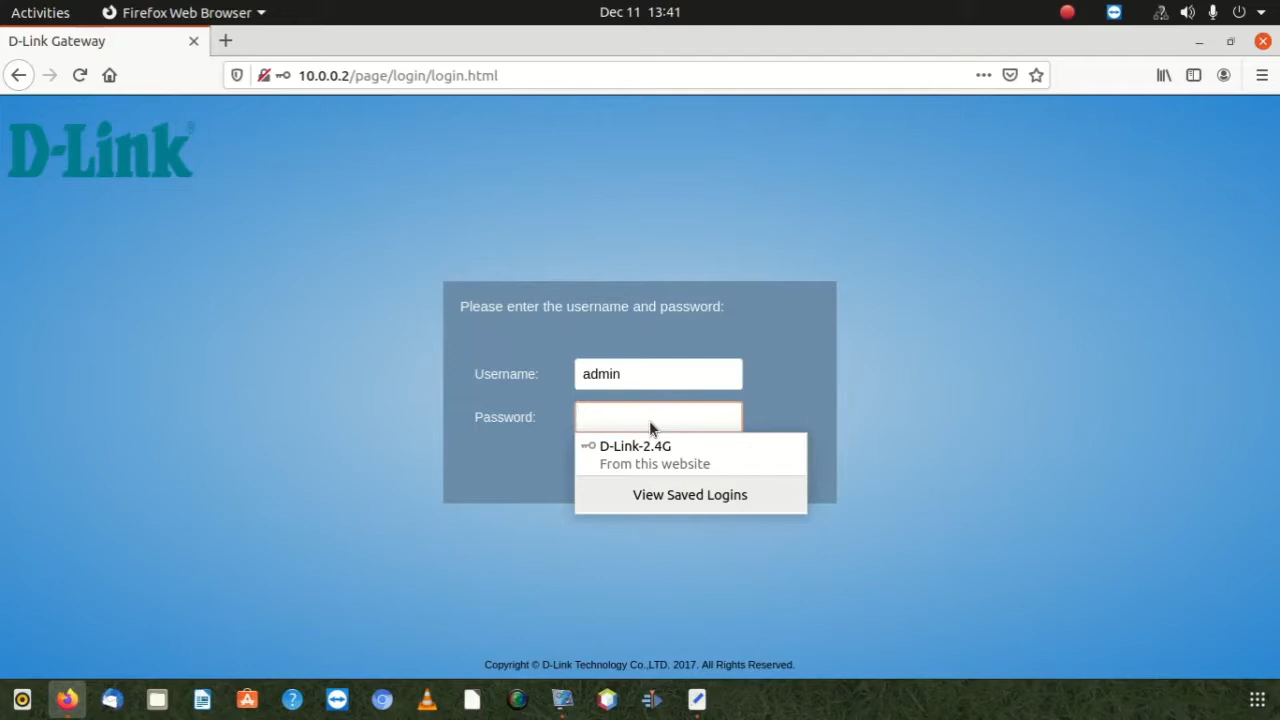 Activities Firefox Web Browser Dec 11 13:41
D-Link Gateway
10.0.0.2/page/login/login.html
D-Link®
Please enter the username and password:
Username: admin
Password:
D-Link-2.4G
From this website
View Saved Logins
Copyright © D-Link Technology Co.,LTD. 2017. All Rights Reserved.